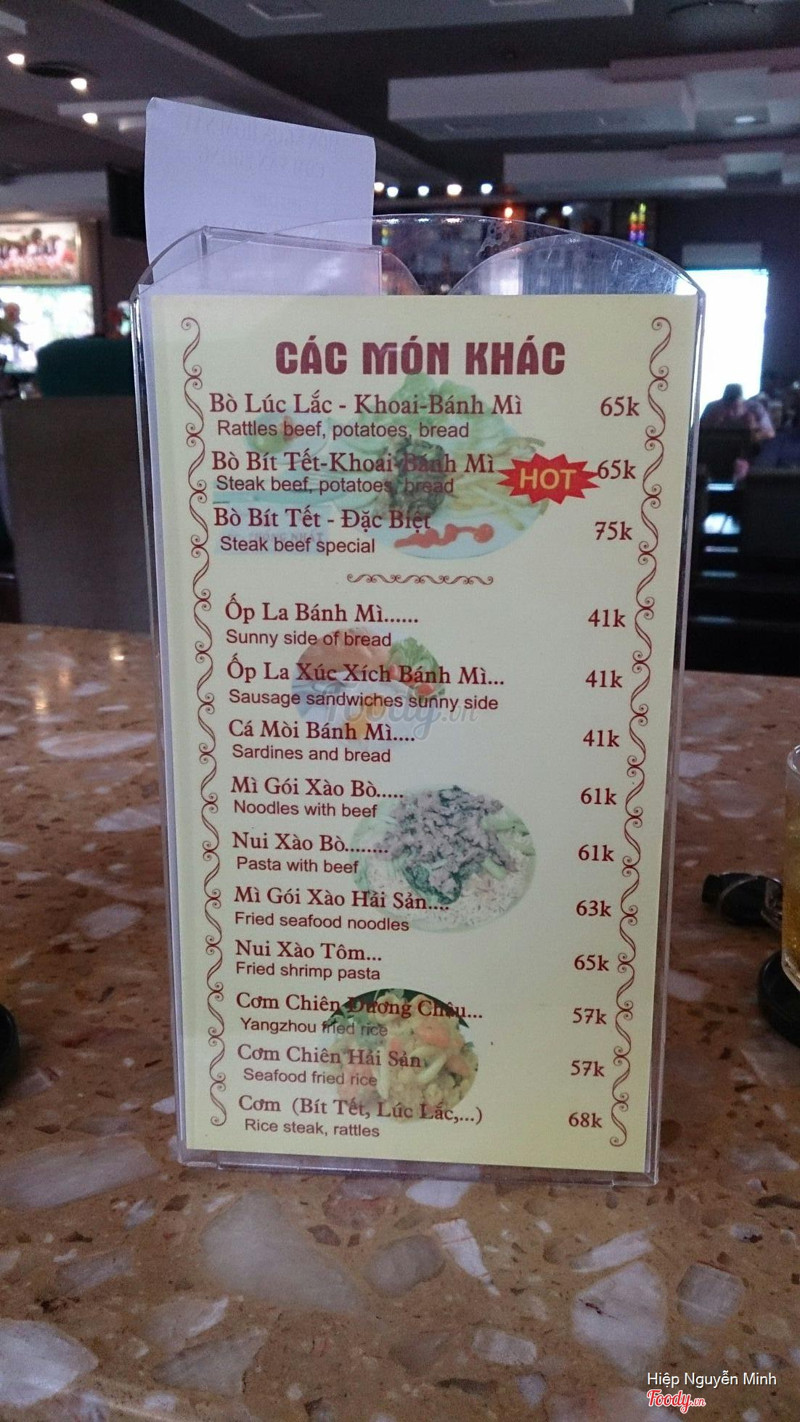 CÁC MÓN KHÁC
Bò Lúc Lắc - Khoai-Bánh Mì 65k
Rattles beef, potatoes, bread
Bò Bít Tết-Khoai-Bánh Mì HOT 65k
Steak beef, potatoes, bread
Bò Bít Tết - Đặc Biệt 75k
Steak beef special
Ốp La Bánh Mì...... 41k
Sunny side of bread
Ốp La Xúc Xích Bánh Mì... 41k
Sausage sandwiches sunny side
Foody.vn
Cá Mòi Bánh Mì.... 41k
Sardines and bread
Mì Gói Xào Bò..... 61k
Noodles with beef
Nui Xào Bò........ 61k
Pasta with beef
Mì Gói Xào Hải Sản.... 63k
Fried seafood noodles
Nui Xào Tôm... 65k
Fried shrimp pasta
Cơm Chiên Dương Châu... 57k
Yangzhou fried rice
Cơm Chiên Hải Sản 57k
Seafood fried rice
Cơm (Bít Tết, Lúc Lắc,...) 68k
Rice steak, rattles
Hiệp Nguyễn Minh
Foody.vn